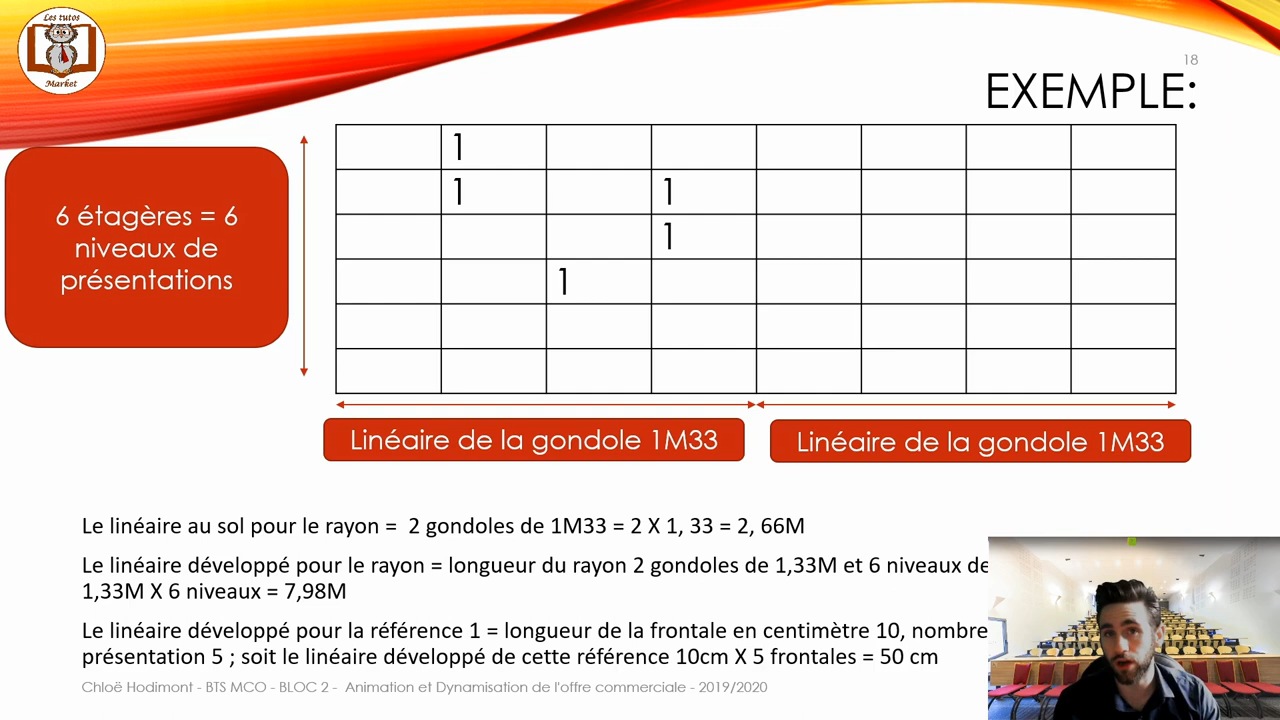 Les tutos
Market
18
EXEMPLE:
1
1 1
1
1
6 étagères = 6
niveaux de
présentations
Linéaire de la gondole 1M33
Linéaire de la gondole 1M33
Le linéaire au sol pour le rayon = 2 gondoles de 1M33 = 2 X 1, 33 = 2, 66M
Le linéaire développé pour le rayon = longueur du rayon 2 gondoles de 1,33M et 6 niveaux de
1,33M X 6 niveaux = 7,98M
Le linéaire développé pour la référence 1 = longueur de la frontale en centimètre 10, nombre
présentation 5 ; soit le linéaire développe de cette référence 10cm X 5 frontales = 50 cm
Chloë Hodimont - BTS MCO - BLOC 2 - Animation et Dynamisation de l'offre commerciale - 2019/2020